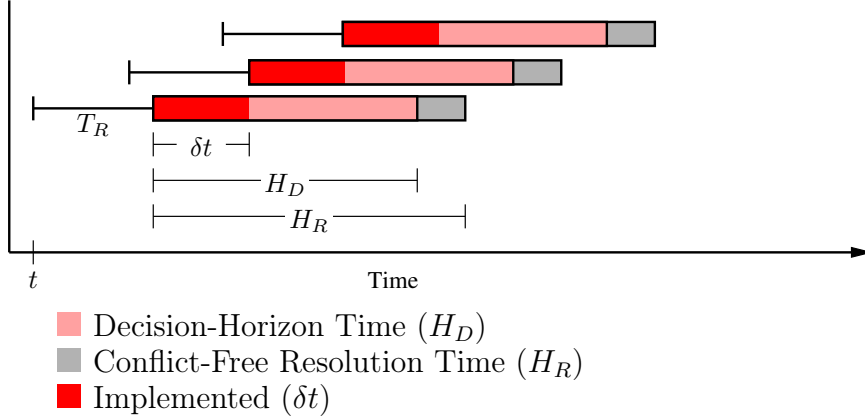 T_R
δt
H_D
H_R
t
Time
Decision-Horizon Time (H_D)
Conflict-Free Resolution Time (H_R)
Implemented (δt)